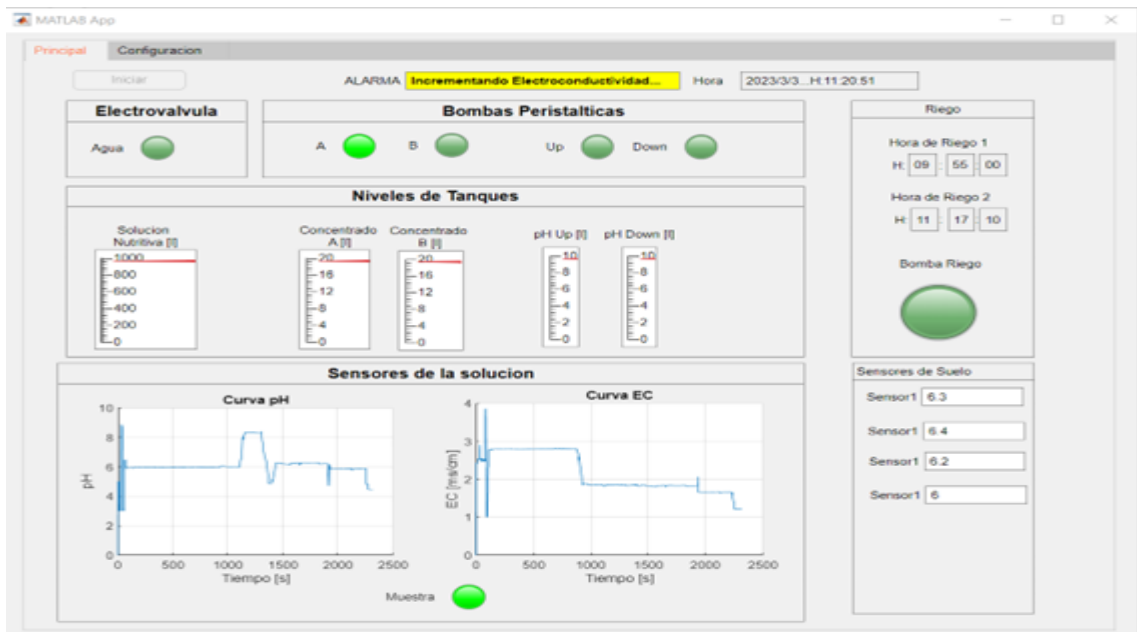 MATLAB App
Principal Configuracion
Iniciar ALARMA Incrementando Electroconductividad... Hora 2023/3/3...H:11:20:51
Electrovalvula
Agua
Bombas Peristalticas
A B Up Down
Niveles de Tanques
Solucion
Nutritiva [l]
1000
800
600
400
200
0
Concentrado
A [l]
20
16
12
8
4
0
Concentrado
B [l]
20
16
12
8
4
0
pH Up [l]
10
8
6
4
2
0
pH Down [l]
10
8
6
4
2
0
Riego
Hora de Riego 1
H: 09 : 55 : 00
Hora de Riego 2
H: 11 : 17 : 10
Bomba Riego
Sensores de la solucion
Curva pH
pH
10
8
6
4
2
0
0 500 1000 1500 2000 2500
Tiempo [s]
Curva EC
EC [ms/cm]
4
3
2
1
0
0 500 1000 1500 2000 2500
Tiempo [s]
Muestra
Sensores de Suelo
Sensor1 6.3
Sensor1 6.4
Sensor1 6.2
Sensor1 6